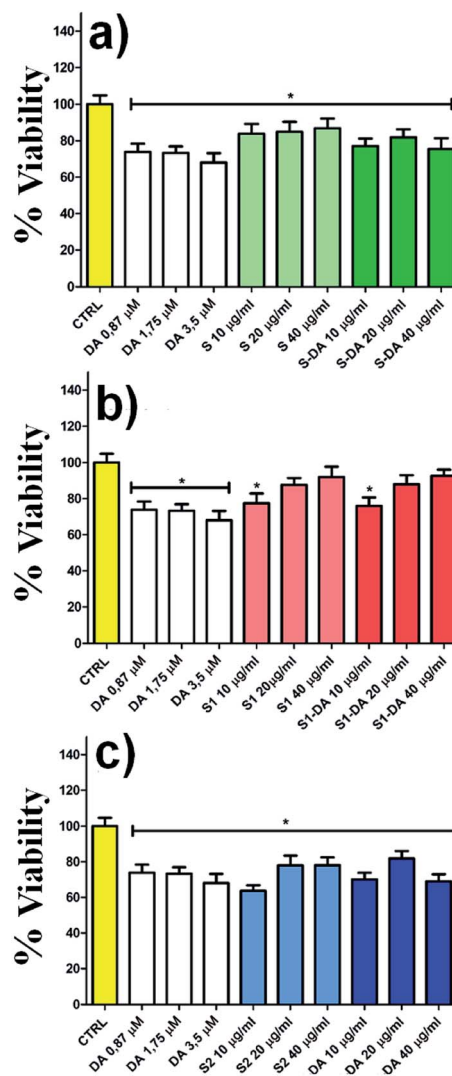 a)
% Viability
*
140
120
100
80
60
40
20
0
CTRL
DA 0,87 µM
DA 1,75 µM
DA 3,5 µM
S 10 µg/ml
S 20 µg/ml
S 40 µg/ml
S-DA 10 µg/ml
S-DA 20 µg/ml
S-DA 40 µg/ml
b)
% Viability
* * *
140
120
100
80
60
40
20
0
CTRL
DA 0,87 µM
DA 1,75 µM
DA 3,5 µM
S1 10 µg/ml
S1 20µg/ml
S1 40 µg/ml
S1-DA 10 µg/ml
S1-DA 20 µg/ml
S1-DA 40 µg/ml
c)
% Viability
*
140
120
100
80
60
40
20
0
CTRL
DA 0,87 µM
DA 1,75 µM
DA 3,5 µM
S2 10 µg/ml
S2 20 µg/ml
S2 40 µg/ml
DA 10 µg/ml
DA 20 µg/ml
DA 40 µg/ml